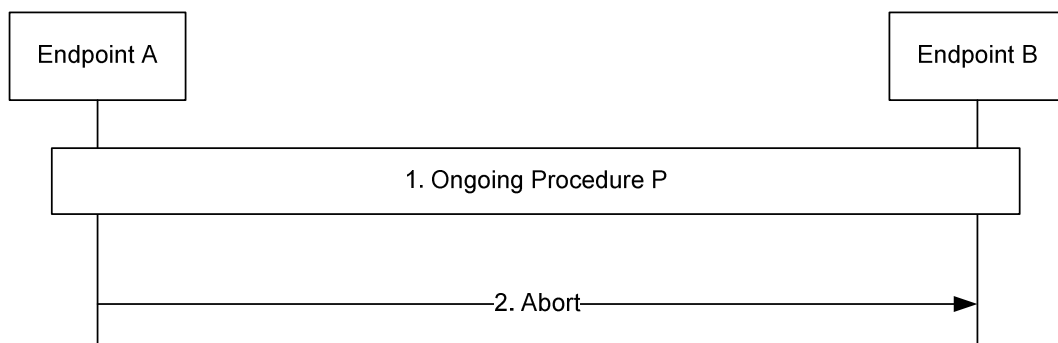 Endpoint A
Endpoint B
1. Ongoing Procedure P
2. Abort